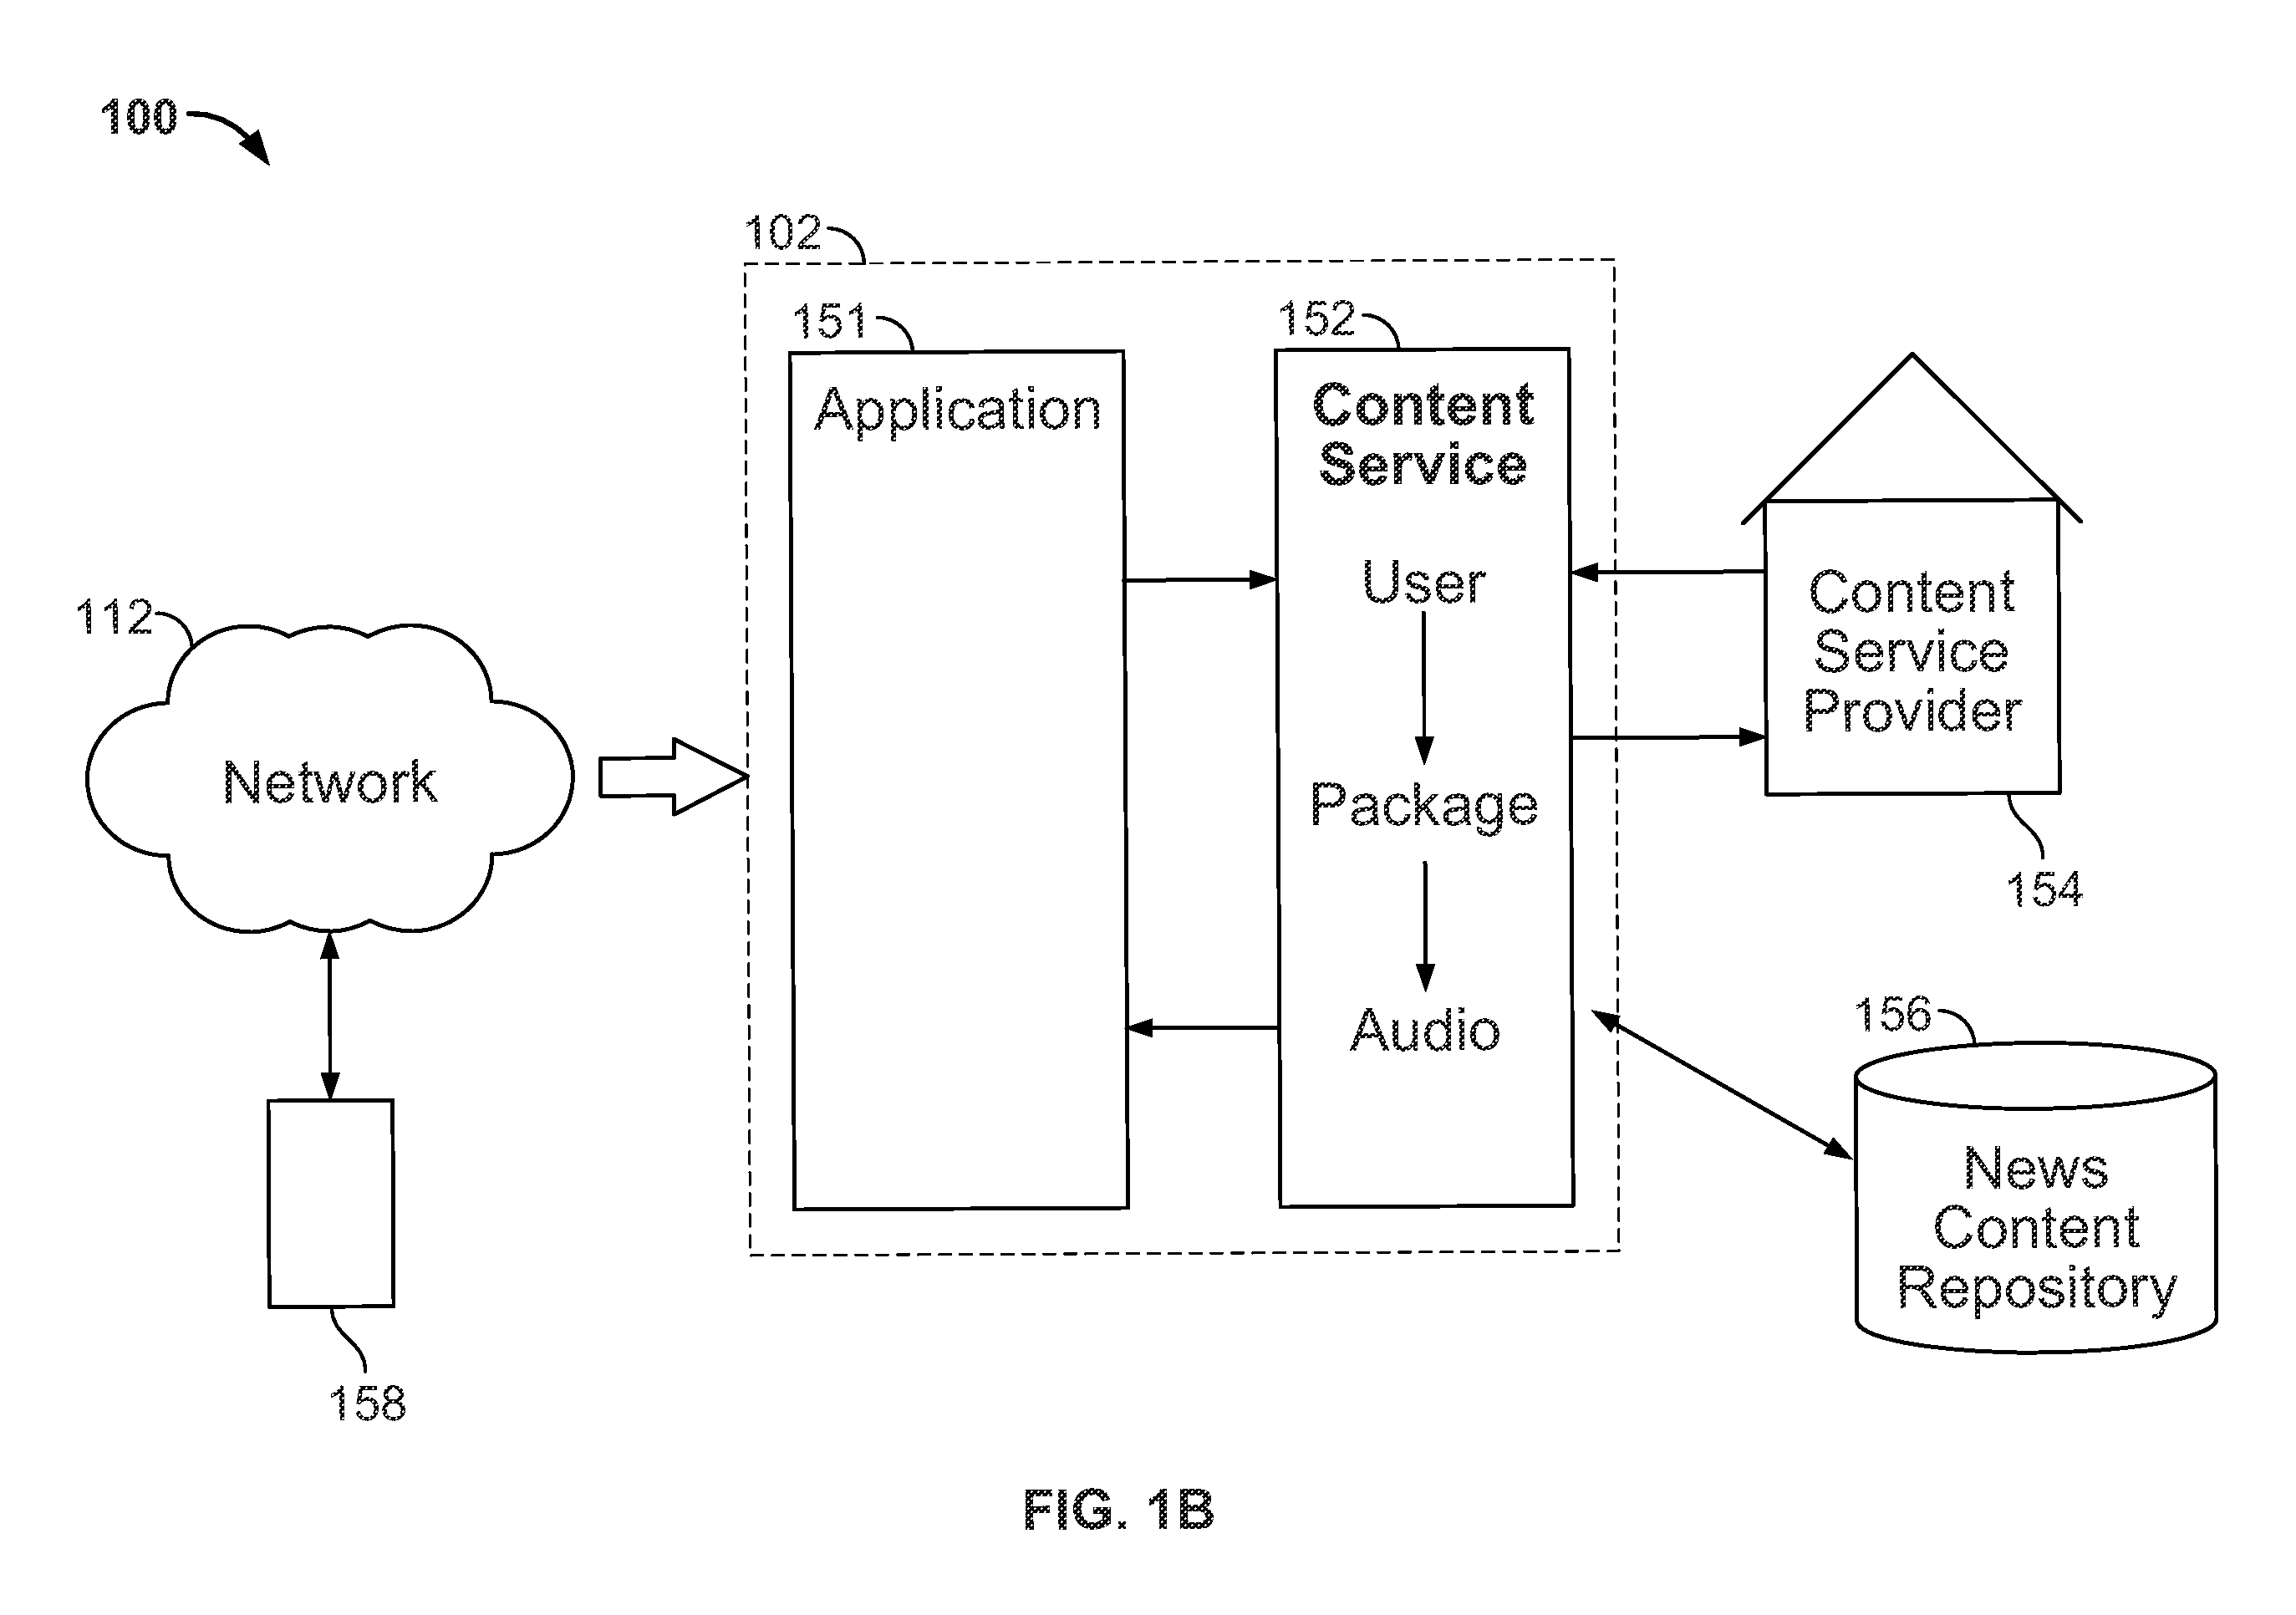 100
102
151
152
Application
Content
Service
User
Package
Audio
Content
Service
Provider
154
112
Network
156
News
Content
Repository
158
FIG. 1B